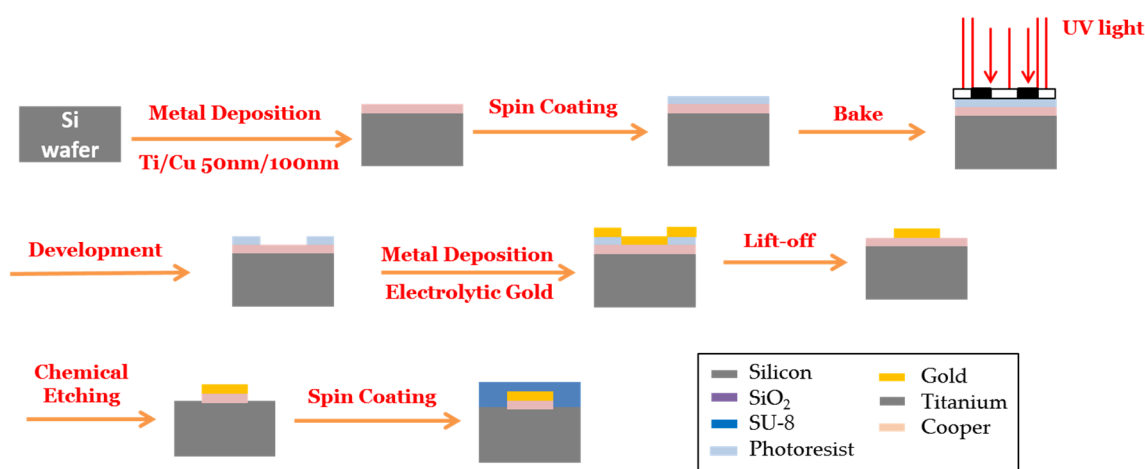 UV light
Si
wafer
Metal Deposition
Ti/Cu 50nm/100nm
Spin Coating
Bake
Development
Metal Deposition
Electrolytic Gold
Lift-off
Chemical
Etching
Spin Coating
Silicon
SiO2
SU-8
Photoresist
Gold
Titanium
Cooper